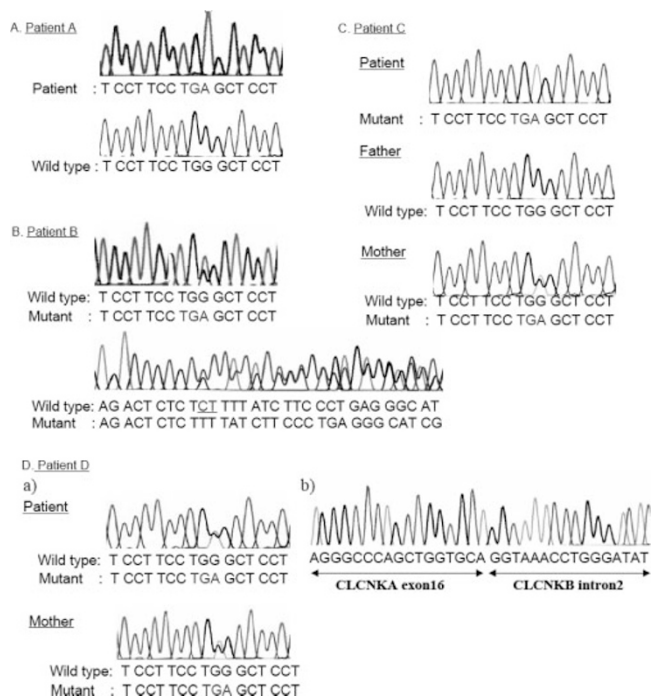 A. Patient A
Patient : T CCT TCC TGA GCT CCT
Wild type : T CCT TCC TGG GCT CCT
B. Patient B
Wild type: T CCT TCC TGG GCT CCT
Mutant : T CCT TCC TGA GCT CCT
Wild type: AG ACT CTC TCT TTT ATC TTC CCT GAG GGC AT
Mutant : AG ACT CTC TTT TAT CTT CCC TGA GGG CAT CG
C. Patient C
Patient
Mutant : T CCT TCC TGA GCT CCT
Father
Wild type: T CCT TCC TGG GCT CCT
Mother
Wild type: T CCT TCC TGG GCT CCT
Mutant : T CCT TCC TGA GCT CCT
D. Patient D
a)
Patient
Wild type: T CCT TCC TGG GCT CCT
Mutant : T CCT TCC TGA GCT CCT
Mother
Wild type: T CCT TCC TGG GCT CCT
Mutant : T CCT TCC TGA GCT CCT
b)
AGGGCCCAGCTGGTGCA GGTAAACCTGGGATAT
CLCNKA exon16 CLCNKB intron2